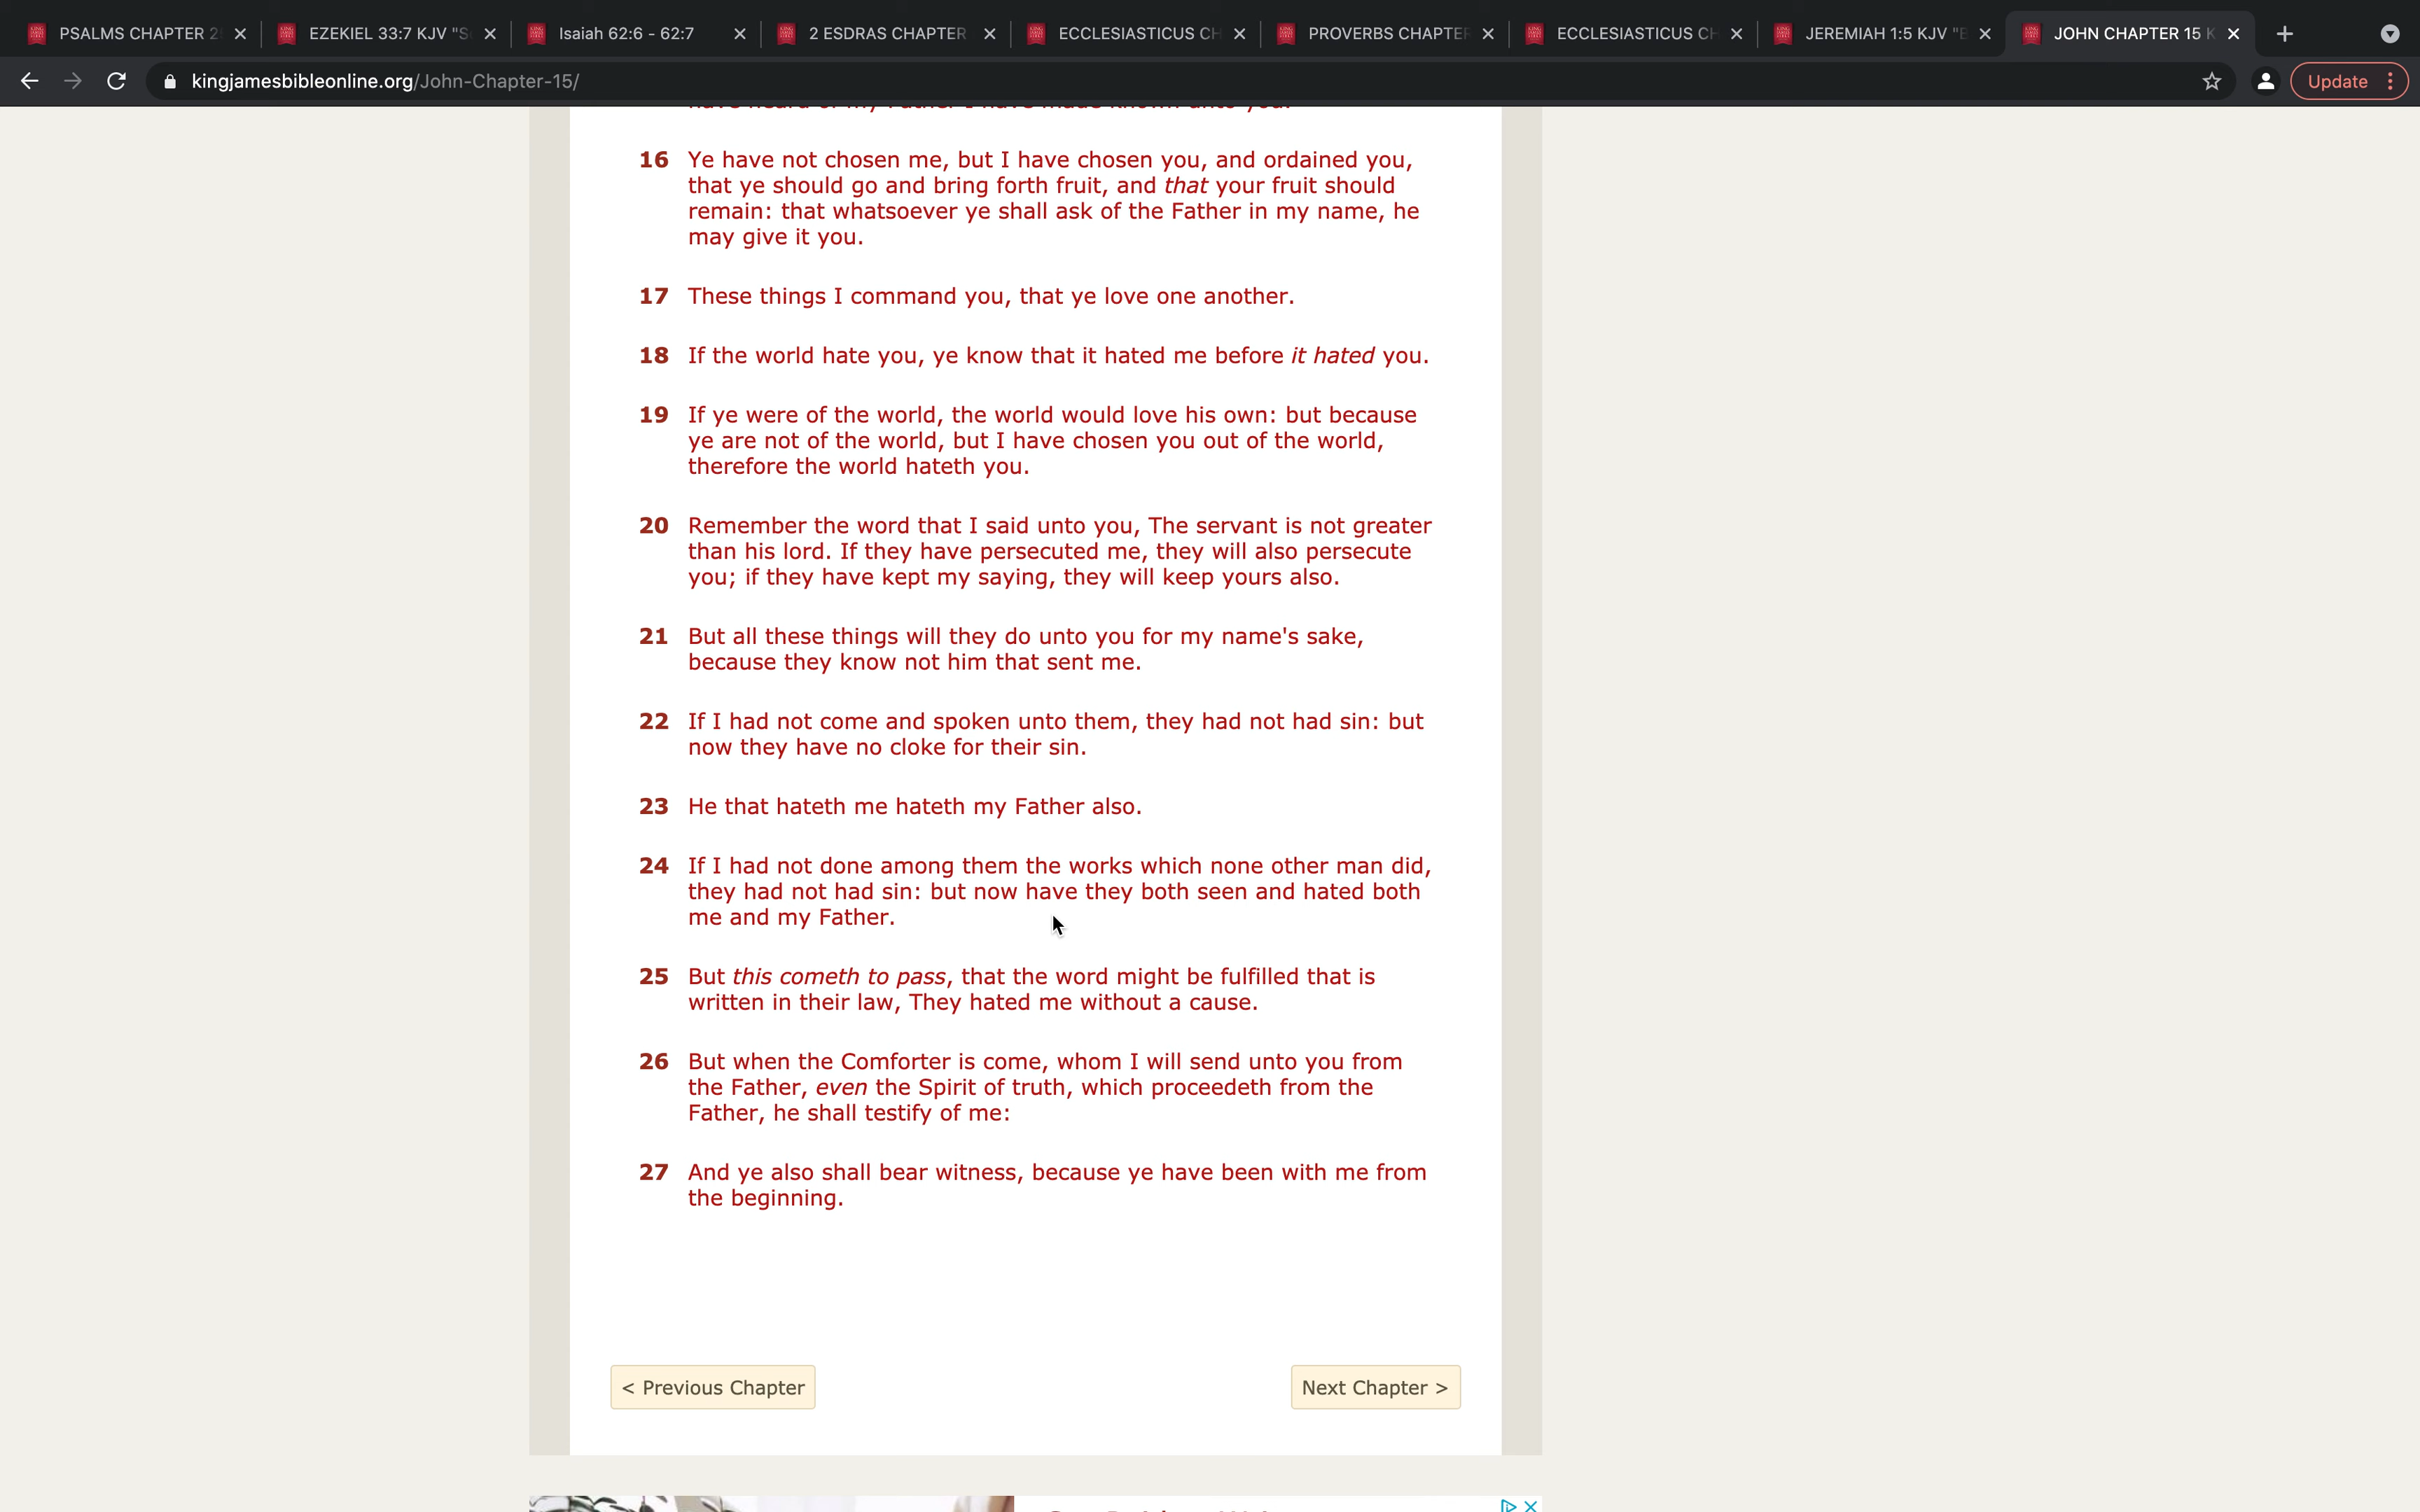 PSALMS CHAPTER 2
EZEKIEL 33:7 KJV "S
Isaiah 62:6 - 62:7
2 ESDRAS CHAPTER
ECCLESIASTICUS CH
PROVERBS CHAPTER
ECCLESIASTICUS CH
JEREMIAH 1:5 KJV "B
JOHN CHAPTER 15 K
kingjamesbibleonline.org/John-Chapter-15/
Update
have heard of my Father I have made known unto you.
16 Ye have not chosen me, but I have chosen you, and ordained you,
that ye should go and bring forth fruit, and that your fruit should
remain: that whatsoever ye shall ask of the Father in my name, he
may give it you.
17 These things I command you, that ye love one another.
18 If the world hate you, ye know that it hated me before it hated you.
19 If ye were of the world, the world would love his own: but because
ye are not of the world, but I have chosen you out of the world,
therefore the world hateth you.
20 Remember the word that I said unto you, The servant is not greater
than his lord. If they have persecuted me, they will also persecute
you; if they have kept my saying, they will keep yours also.
21 But all these things will they do unto you for my name's sake,
because they know not him that sent me.
22 If I had not come and spoken unto them, they had not had sin: but
now they have no cloke for their sin.
23 He that hateth me hateth my Father also.
24 If I had not done among them the works which none other man did,
they had not had sin: but now have they both seen and hated both
me and my Father.
25 But this cometh to pass, that the word might be fulfilled that is
written in their law, They hated me without a cause.
26 But when the Comforter is come, whom I will send unto you from
the Father, even the Spirit of truth, which proceedeth from the
Father, he shall testify of me:
27 And ye also shall bear witness, because ye have been with me from
the beginning.
< Previous Chapter
Next Chapter >